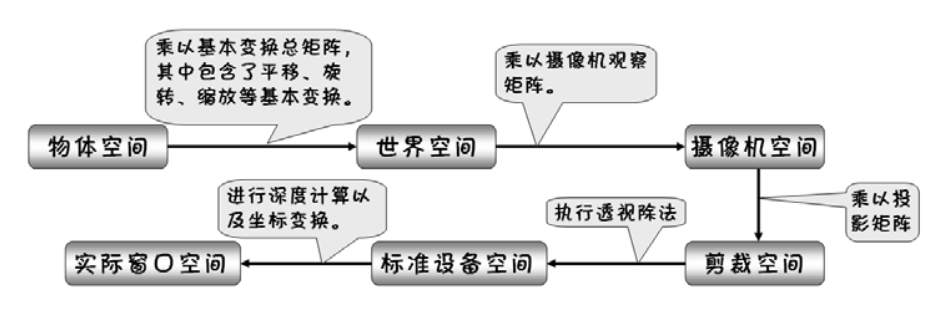 乘以基本变换总矩阵，
其中包含了平移、旋
转、缩放等基本变换。
乘以摄像机观察
矩阵。
物体空间
世界空间
摄像机空间
进行深度计算以
及坐标变换。
执行透视阵法
乘以投
影矩阵
实际窗口空间
标准设备空间
剪裁空间